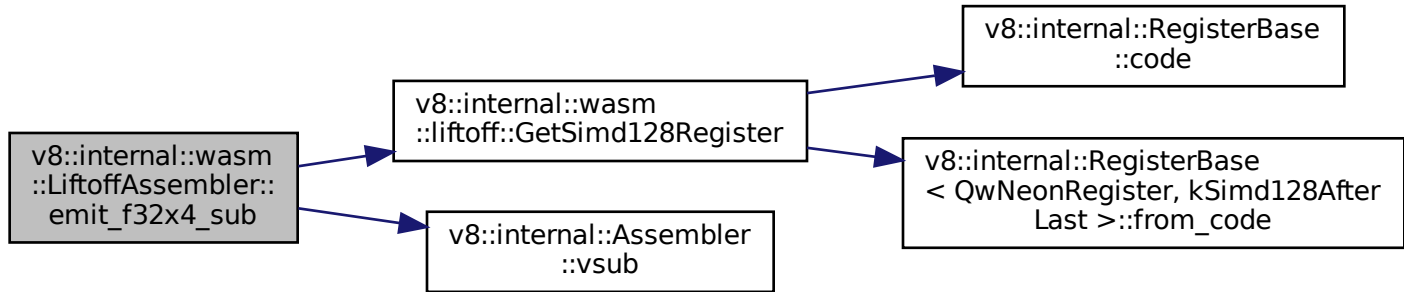 v8::internal::wasm
::LiftoffAssembler::
emit_f32x4_sub
v8::internal::wasm
::liftoff::GetSimd128Register
v8::internal::RegisterBase
::code
v8::internal::RegisterBase
< QwNeonRegister, kSimd128After
Last >::from_code
v8::internal::Assembler
::vsub